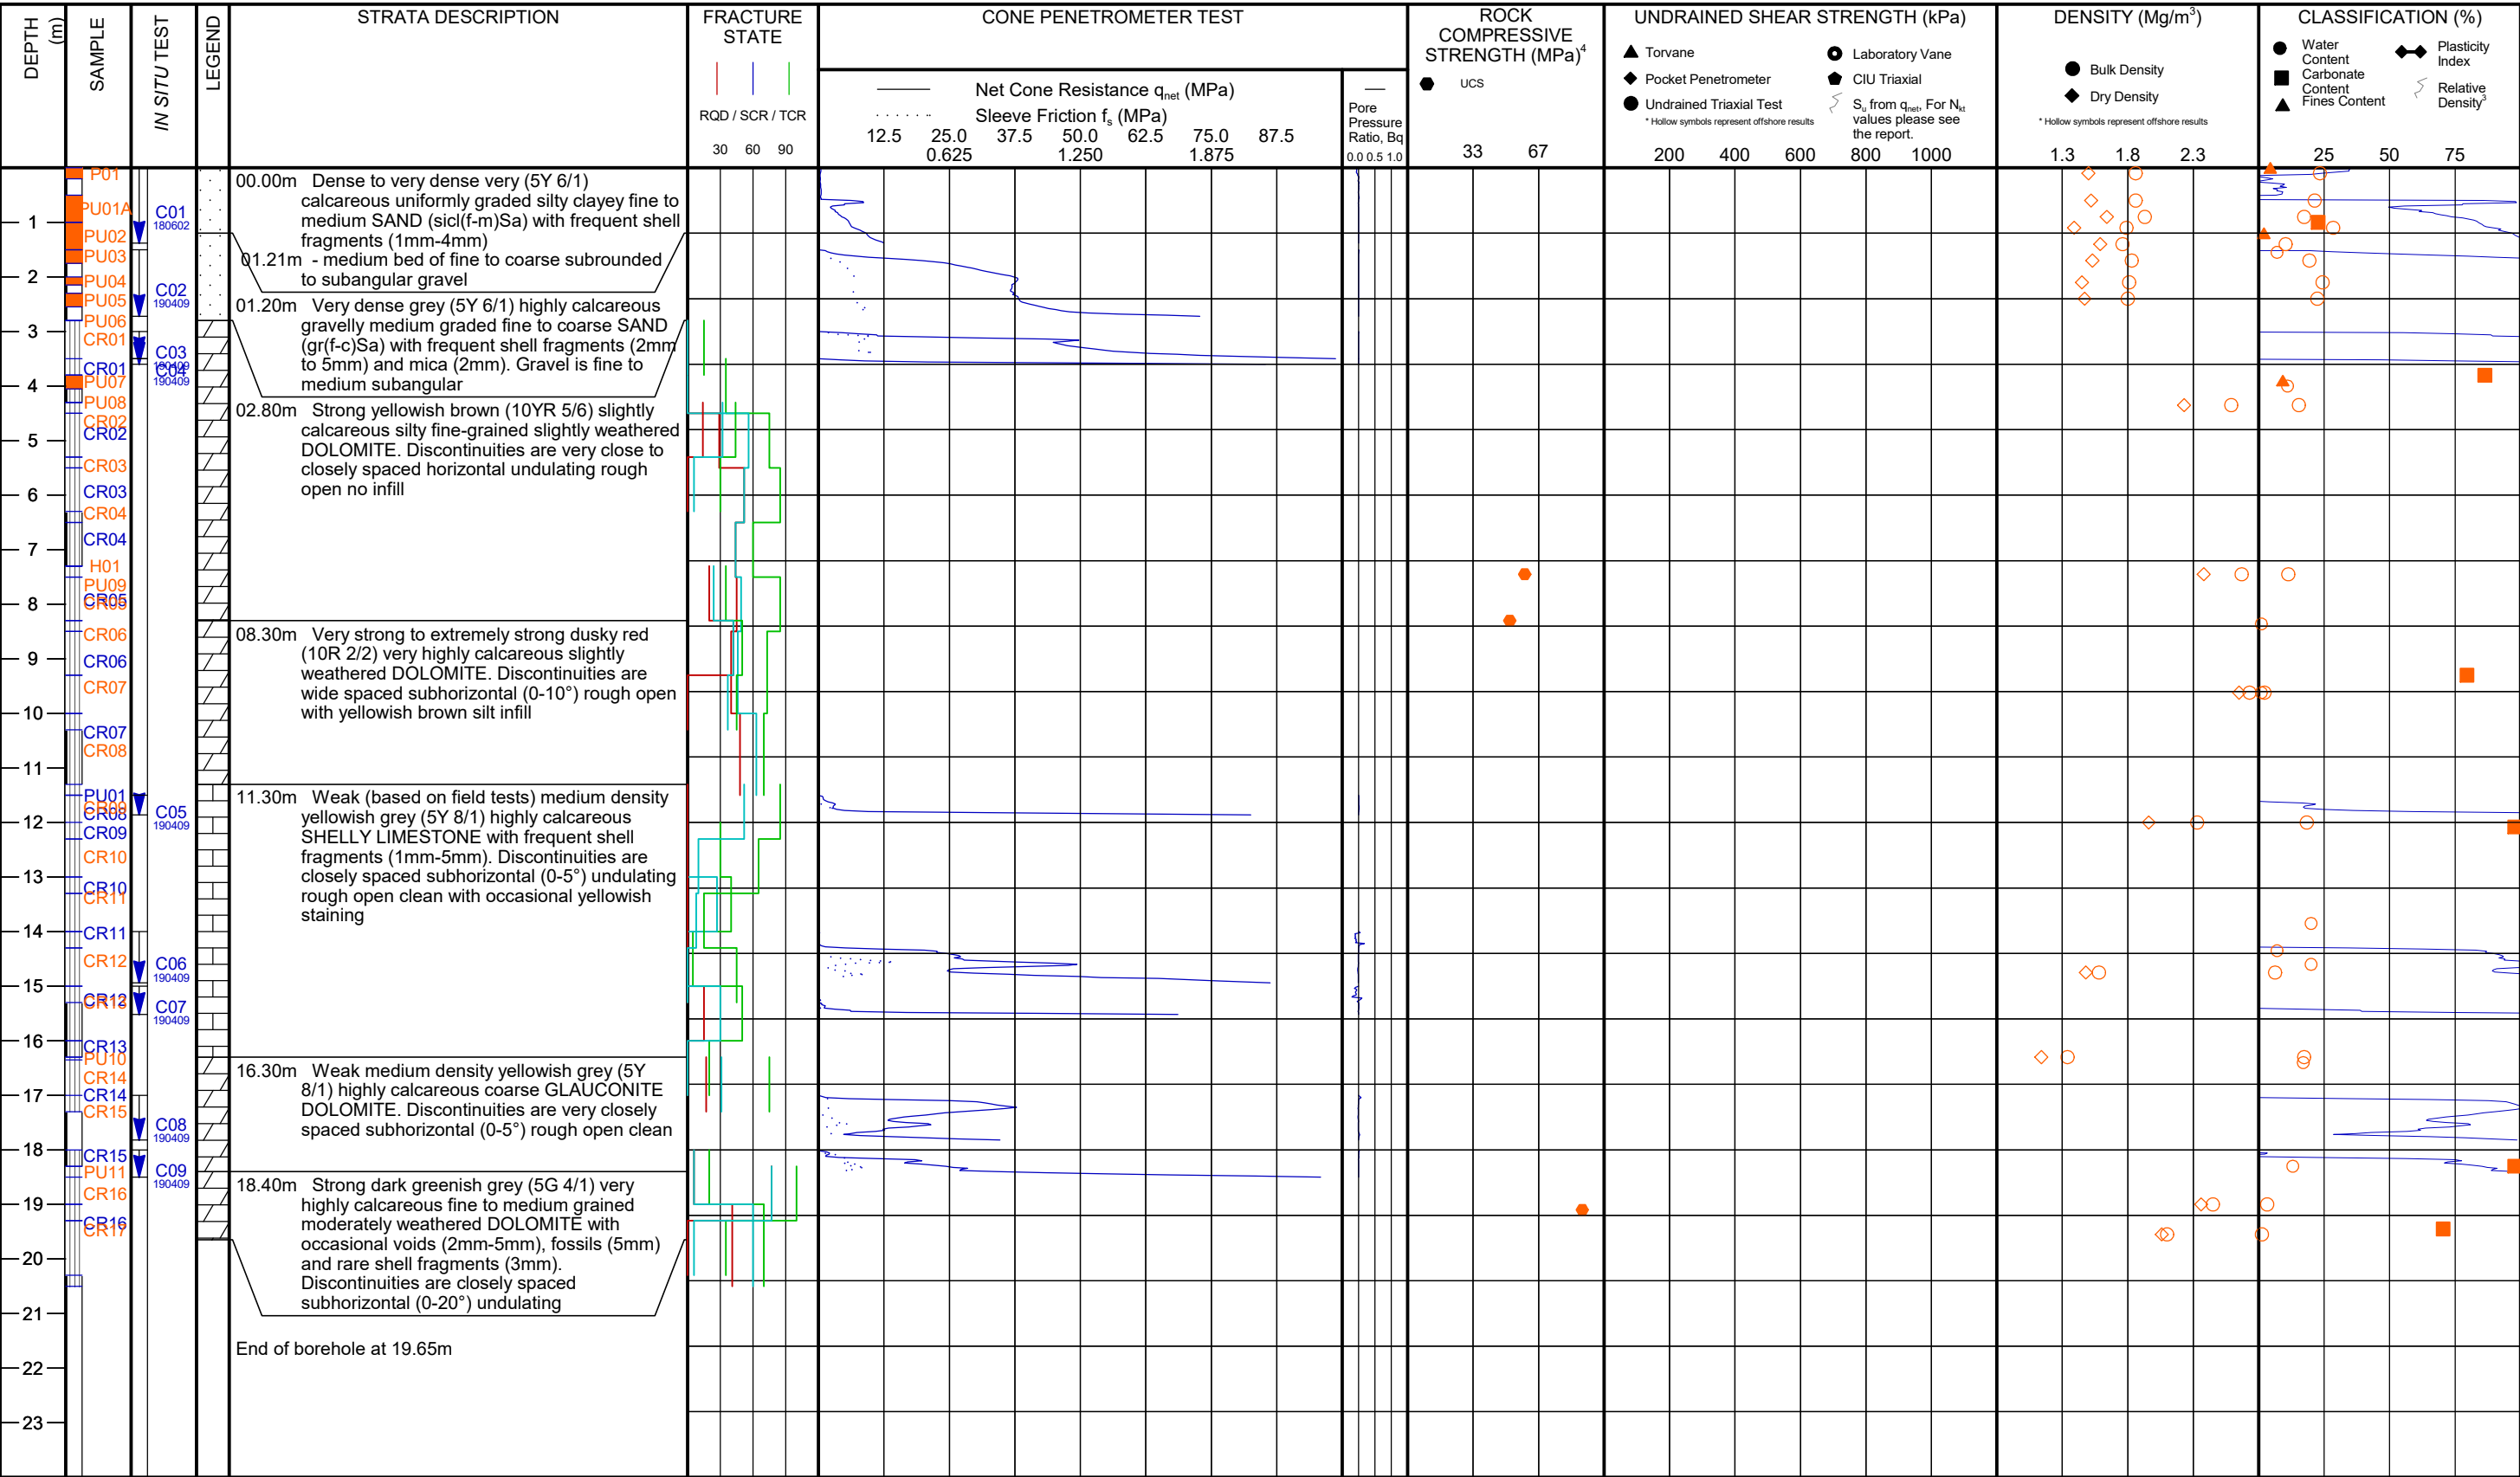 DEPTH (m)
SAMPLE
IN SITU TEST
LEGEND
STRATA DESCRIPTION
FRACTURE STATE
RQD / SCR / TCR
30 60 90
CONE PENETROMETER TEST
Net Cone Resistance qnet (MPa)
Sleeve Friction fs (MPa)
12.5 25.0 37.5 50.0 62.5 75.0 87.5
0.625 1.250 1.875
Pore
Pressure
Ratio, Bq
0.0 0.5 1.0
ROCK
COMPRESSIVE
STRENGTH (MPa)4
UCS
33 67
UNDRAINED SHEAR STRENGTH (kPa)
Torvane
Pocket Penetrometer
Undrained Triaxial Test
* Hollow symbols represent offshore results
Laboratory Vane
CIU Triaxial
Su from qnet, For Nkt
values please see
the report.
200 400 600 800 1000
DENSITY (Mg/m3)
Bulk Density
Dry Density
* Hollow symbols represent offshore results
1.3 1.8 2.3
CLASSIFICATION (%)
Water
Content
Carbonate
Content
Fines Content
Plasticity
Index
Relative
Density3
25 50 75
1
2
3
4
5
6
7
8
9
10
11
12
13
14
15
16
17
18
19
20
21
22
23
P01
PU01A
PU02
PU03
PU04
PU05
PU06
CR01
CR01
PU07
PU08
CR02
CR02
CR03
CR03
CR04
CR04
H01
PU09
CR05
CR05
CR06
CR06
CR07
CR07
CR08
PU01
CR09
CR08
CR09
CR10
CR10
CR11
CR11
CR12
CR12
CR13
CR13
PU10
CR14
CR14
CR15
CR15
PU11
CR16
CR16
CR17
C01
180602
C02
190409
C03
190409
C04
190409
C05
190409
C06
190409
C07
190409
C08
190409
C09
190409
00.00m Dense to very dense very (5Y 6/1)
calcareous uniformly graded silty clayey fine to
medium SAND (sicl(f-m)Sa) with frequent shell
fragments (1mm-4mm)
01.21m - medium bed of fine to coarse subrounded
to subangular gravel
01.20m Very dense grey (5Y 6/1) highly calcareous
gravelly medium graded fine to coarse SAND
(gr(f-c)Sa) with frequent shell fragments (2mm
to 5mm) and mica (2mm). Gravel is fine to
medium subangular
02.80m Strong yellowish brown (10YR 5/6) slightly
calcareous silty fine-grained slightly weathered
DOLOMITE. Discontinuities are very close to
closely spaced horizontal undulating rough
open no infill
08.30m Very strong to extremely strong dusky red
(10R 2/2) very highly calcareous slightly
weathered DOLOMITE. Discontinuities are
wide spaced subhorizontal (0-10°) rough open
with yellowish brown silt infill
11.30m Weak (based on field tests) medium density
yellowish grey (5Y 8/1) highly calcareous
SHELLY LIMESTONE with frequent shell
fragments (1mm-5mm). Discontinuities are
closely spaced subhorizontal (0-5°) undulating
rough open clean with occasional yellowish
staining
16.30m Weak medium density yellowish grey (5Y
8/1) highly calcareous coarse GLAUCONITE
DOLOMITE. Discontinuities are very closely
spaced subhorizontal (0-5°) rough open clean
18.40m Strong dark greenish grey (5G 4/1) very
highly calcareous fine to medium grained
moderately weathered DOLOMITE with
occasional voids (2mm-5mm), fossils (5mm)
and rare shell fragments (3mm).
Discontinuities are closely spaced
subhorizontal (0-20°) undulating
End of borehole at 19.65m